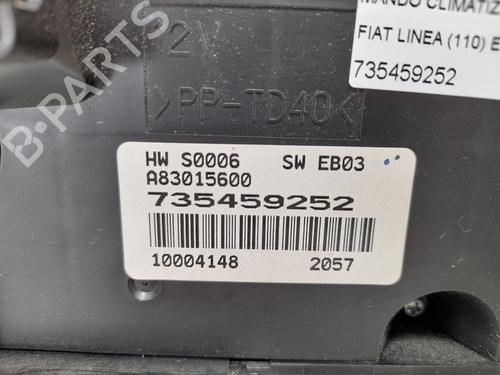 MANDO CLIMATIZ
FIAT LINEA (110) E
735459252
2V
>PP-TD40<
HW S0006 SW EB03
A83015600
735459252
10004148 2057
B-PARTS